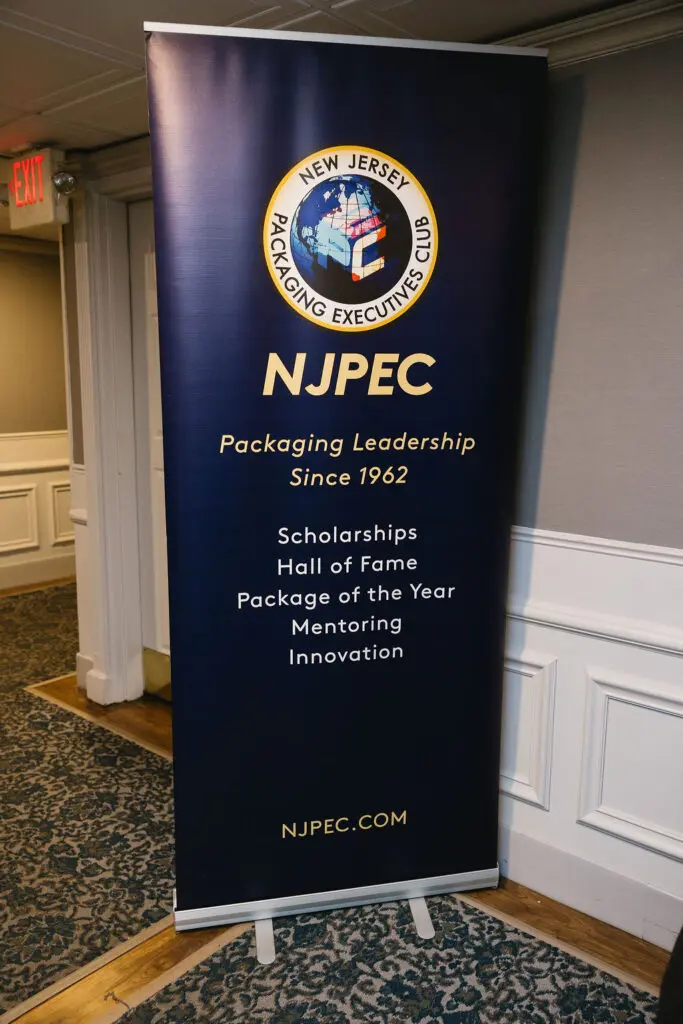 EXIT
NEW JERSEY
PACKAGING EXECUTIVES CLUB
NJPEC
Packaging Leadership
Since 1962
Scholarships
Hall of Fame
Package of the Year
Mentoring
Innovation
NJPEC.COM